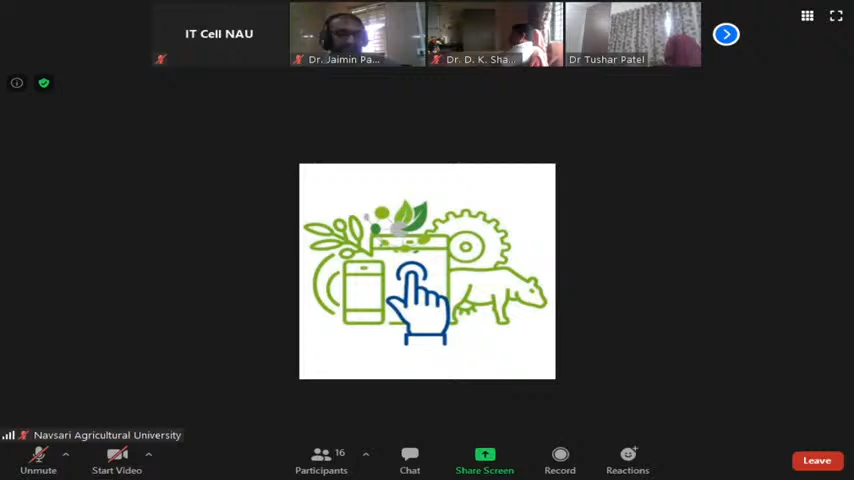 IT Cell NAU
Dr. Jaimin Pa...
Dr. D. K. Sha...
Dr Tushar Patel
Navsari Agricultural University
Unmute
Start Video
16
Participants
Chat
Share Screen
Record
Reactions
Leave